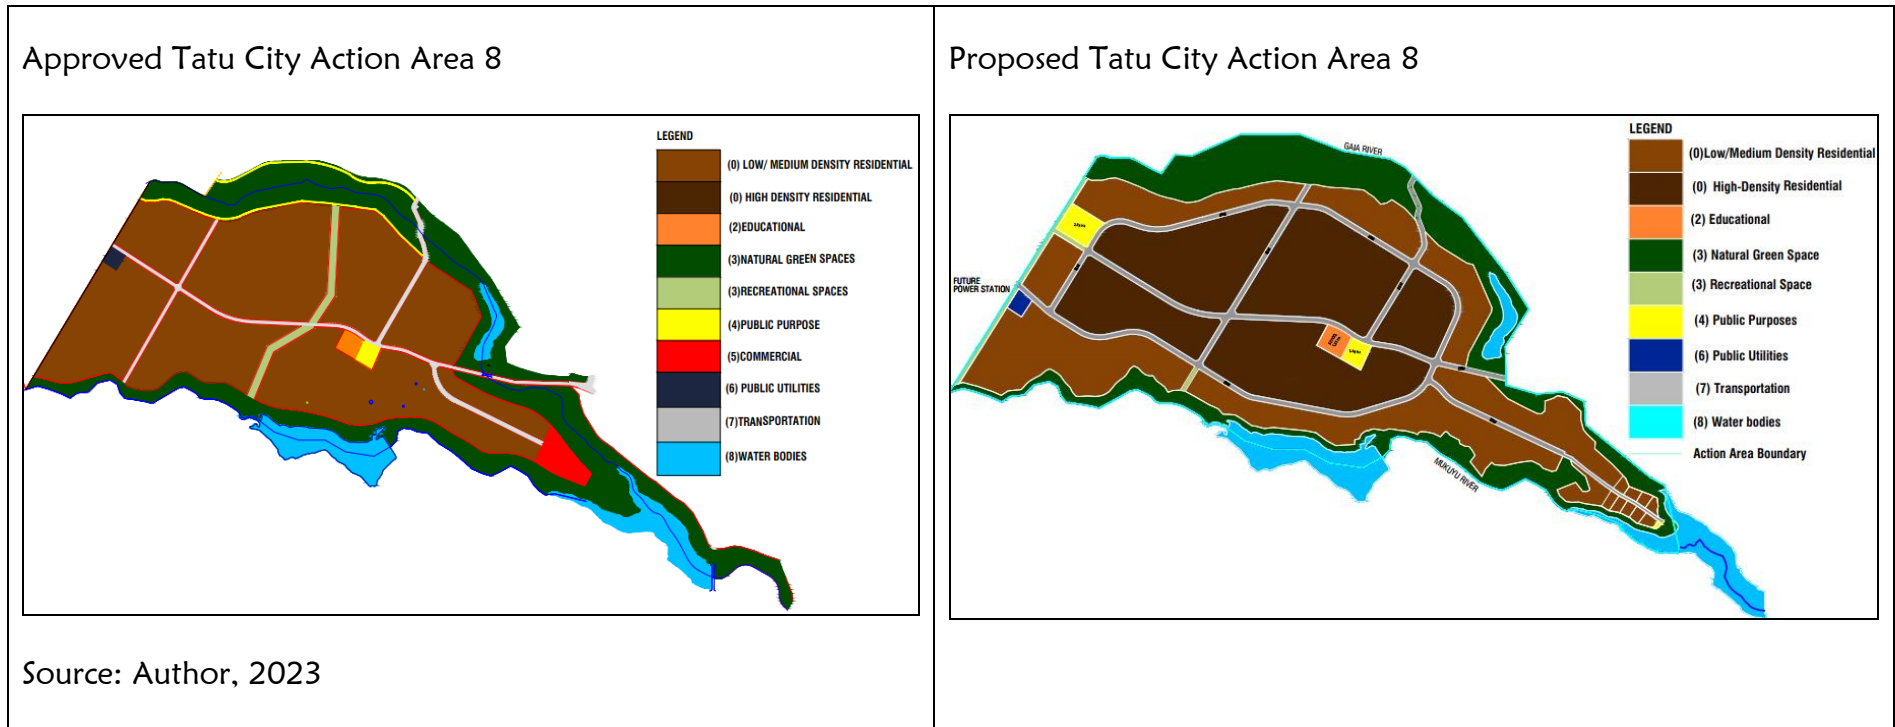 Approved Tatu City Action Area 8
LEGEND
(0) LOW/ MEDIUM DENSITY RESIDENTIAL
(0) HIGH DENSITY RESIDENTIAL
(2)EDUCATIONAL
(3)NATURAL GREEN SPACES
(3)RECREATIONAL SPACES
(4)PUBLIC PURPOSE
(5)COMMERCIAL
(6) PUBLIC UTILITIES
(7)TRANSPORTATION
(8)WATER BODIES
Source: Author, 2023
Proposed Tatu City Action Area 8
GAIA RIVER
FUTURE
POWER STATION
MUKUYU RIVER
LEGEND
(0)Low/Medium Density Residential
(0) High-Density Residential
(2) Educational
(3) Natural Green Space
(3) Recreational Space
(4) Public Purposes
(6) Public Utilities
(7) Transportation
(8) Water bodies
Action Area Boundary